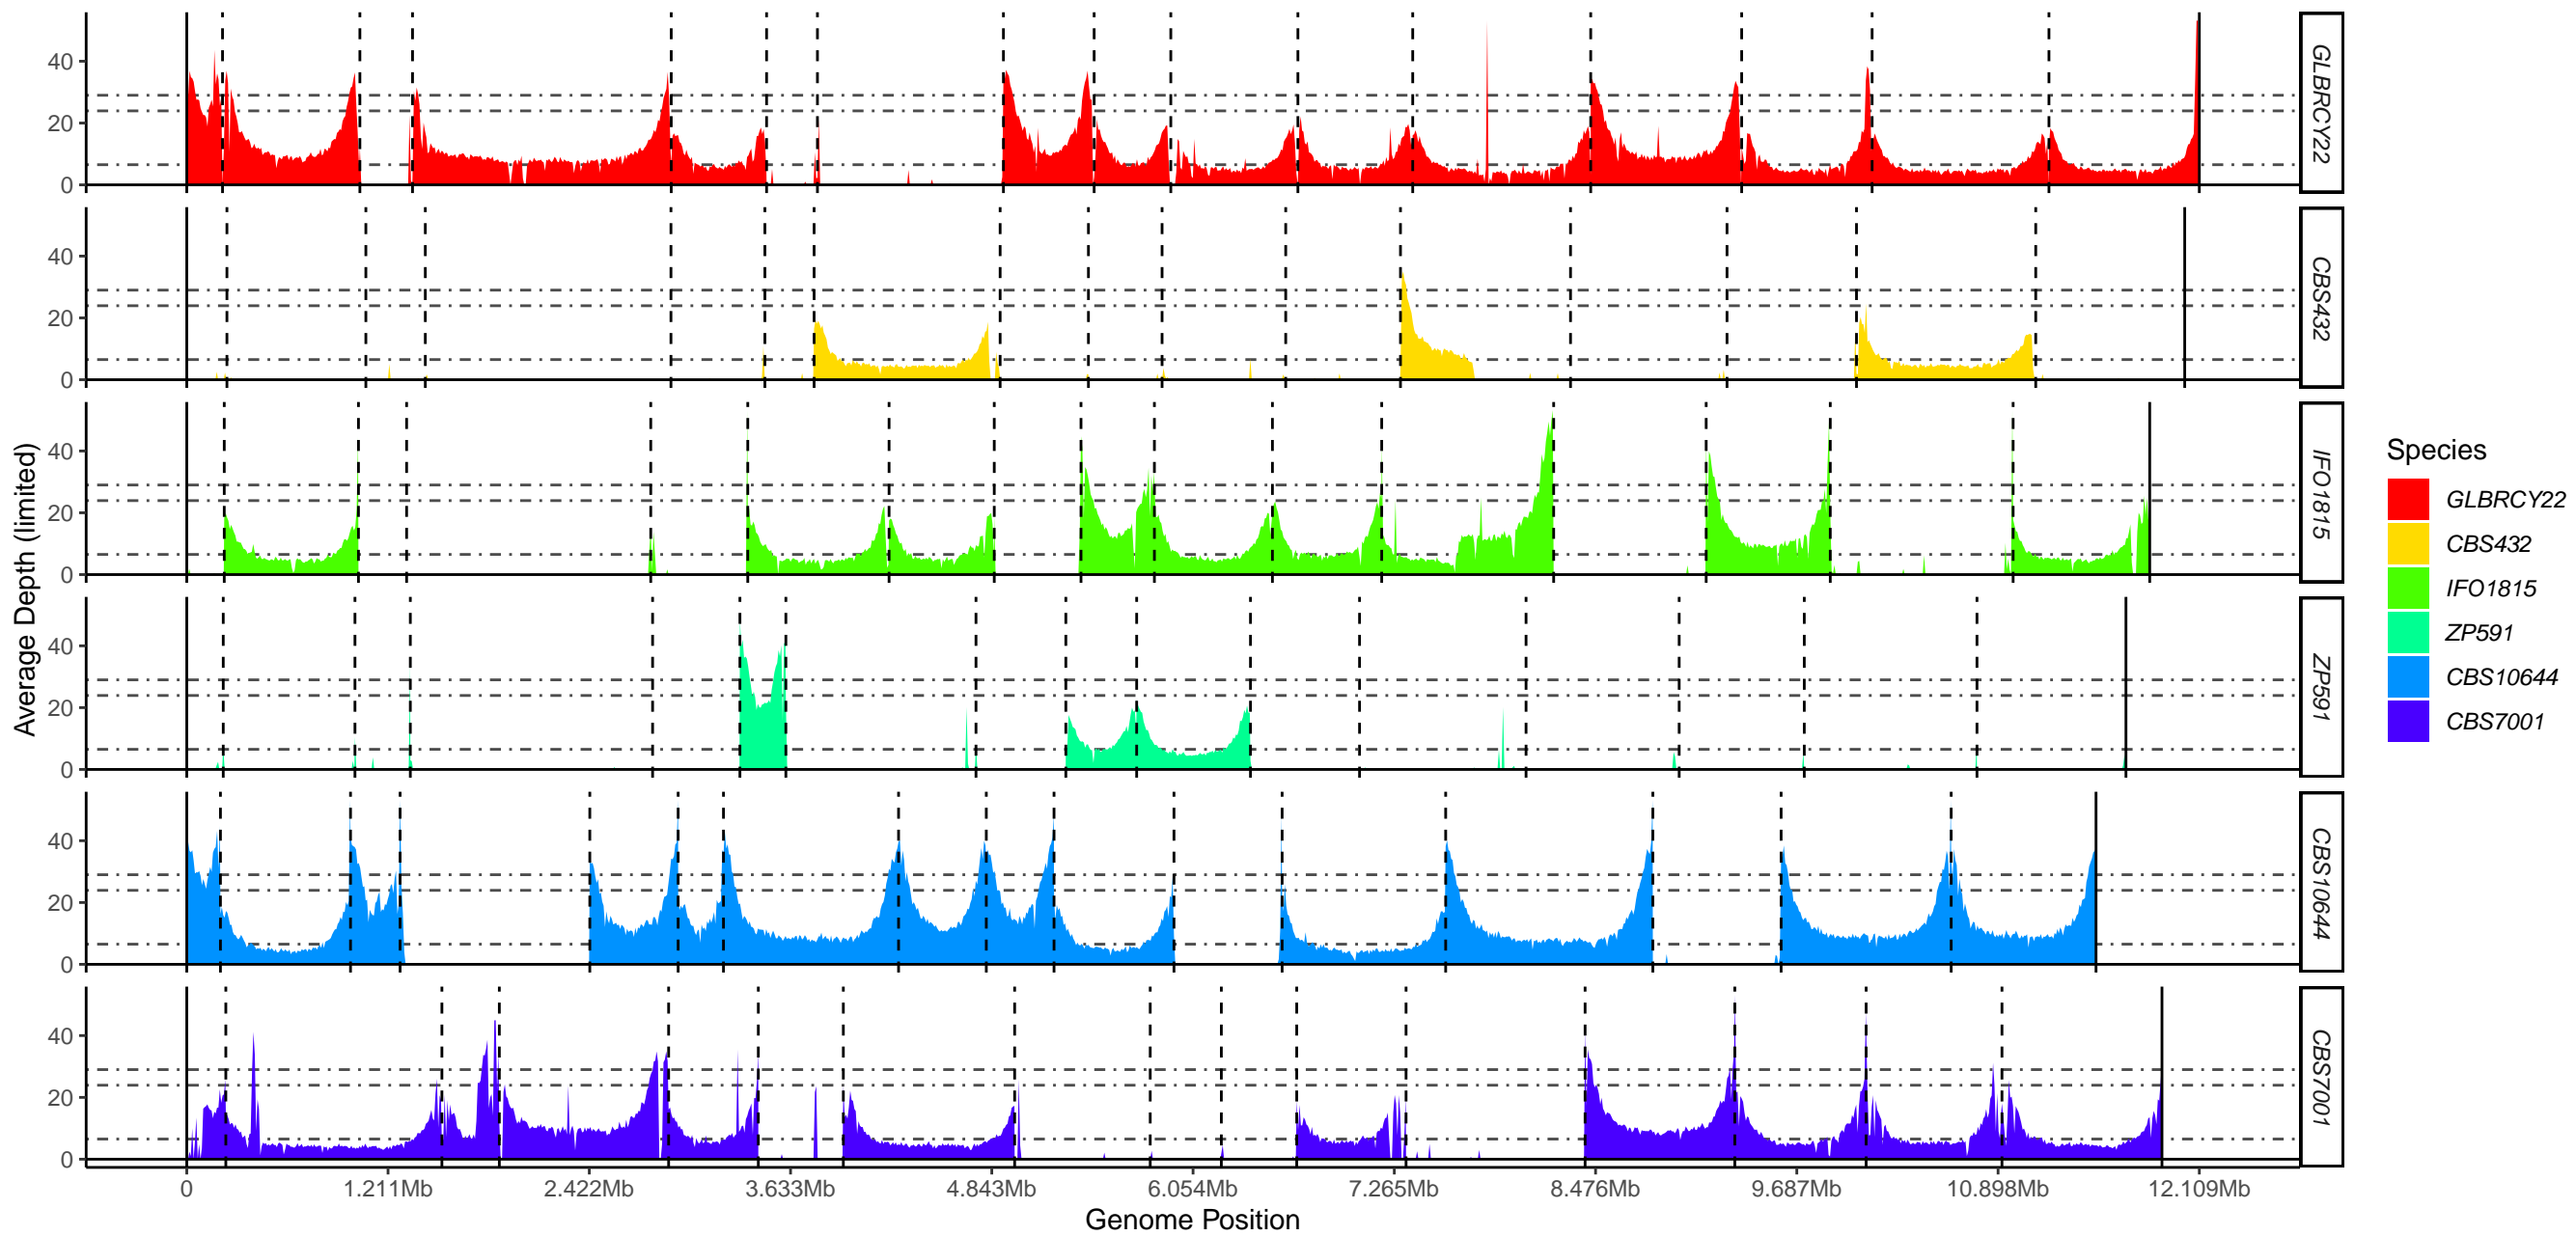 40
20
0
GLBRCY22
40
20
0
CBS432
40
20
0
IFO1815
40
20
0
ZP591
40
20
0
CBS10644
40
20
0
CBS7001
Average Depth (limited)
0 1.211Mb 2.422Mb 3.633Mb 4.843Mb 6.054Mb 7.265Mb 8.476Mb 9.687Mb 10.898Mb 12.109Mb
Genome Position
Species
GLBRCY22
CBS432
IFO1815
ZP591
CBS10644
CBS7001